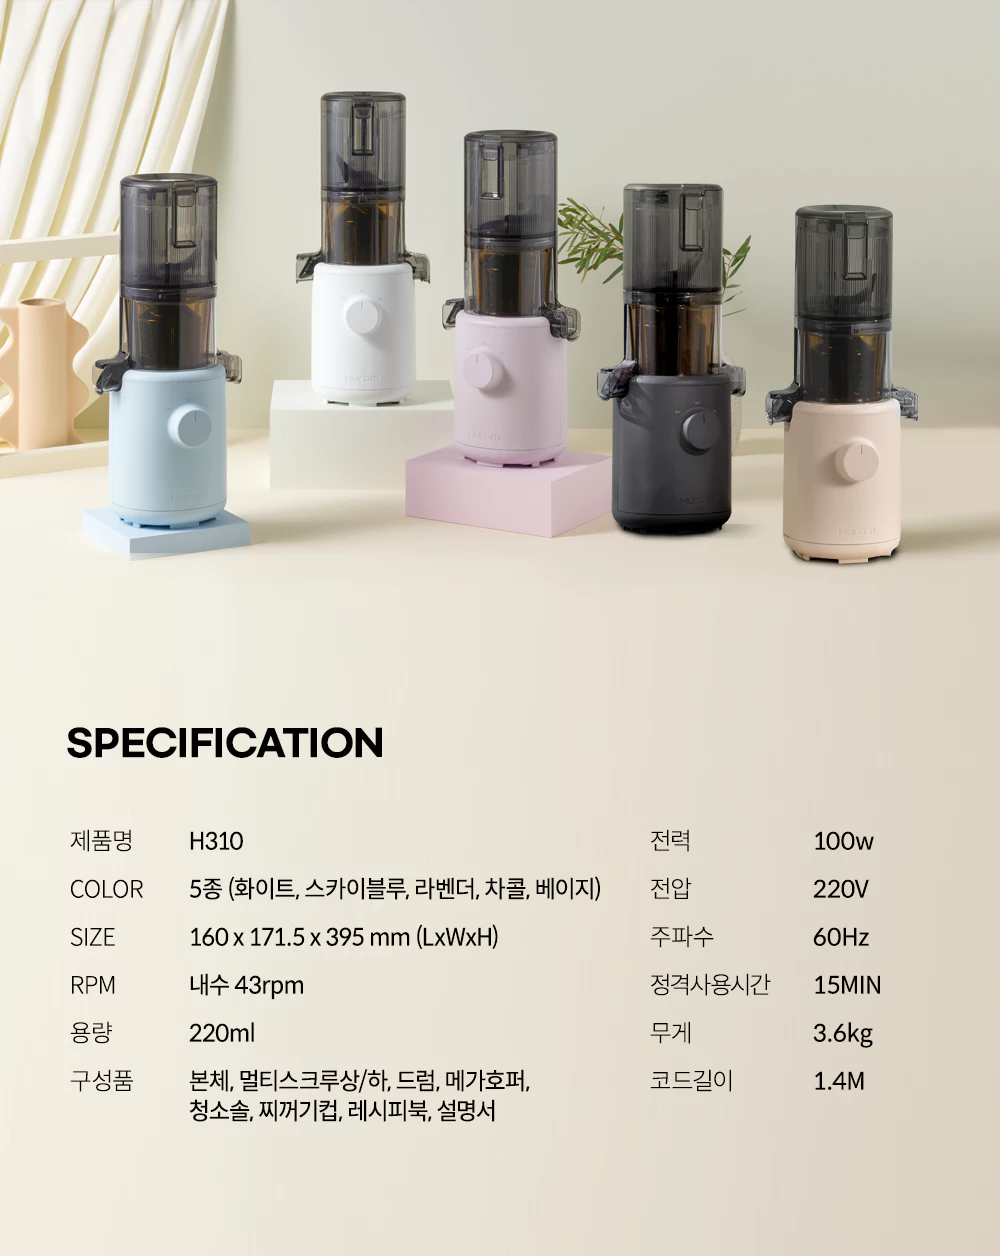 hurom
hurom
hurom
hurom
hurom
SPECIFICATION
제품명 H310
COLOR 5종 (화이트, 스카이블루, 라벤더, 차콜, 베이지)
SIZE 160 x 171.5 x 395 mm (LxWxH)
RPM 내수 43rpm
용량 220ml
구성품 본체, 멀티스크루상/하, 드럼, 메가호퍼,
청소솔, 찌꺼기컵, 레시피북, 설명서
전력 100w
전압 220V
주파수 60Hz
정격사용시간 15MIN
무게 3.6kg
코드길이 1.4M